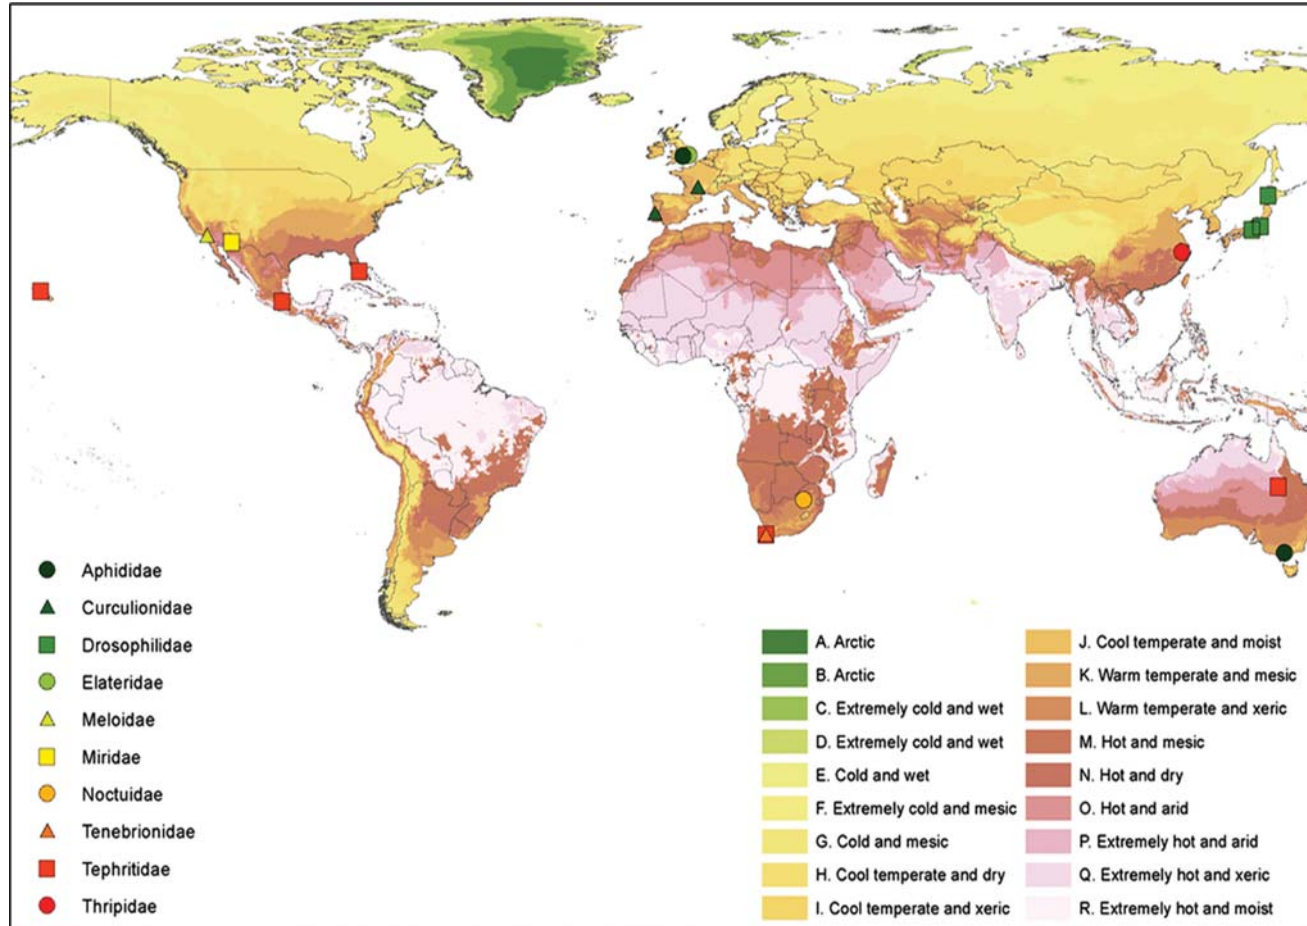 Aphididae
Curculionidae
Drosophilidae
Elateridae
Meloidae
Miridae
Noctuidae
Tenebrionidae
Tephritidae
Thripidae
A. Arctic
B. Arctic
C. Extremely cold and wet
D. Extremely cold and wet
E. Cold and wet
F. Extremely cold and mesic
G. Cold and mesic
H. Cool temperate and dry
I. Cool temperate and xeric
J. Cool temperate and moist
K. Warm temperate and mesic
L. Warm temperate and xeric
M. Hot and mesic
N. Hot and dry
O. Hot and arid
P. Extremely hot and arid
Q. Extremely hot and xeric
R. Extremely hot and moist